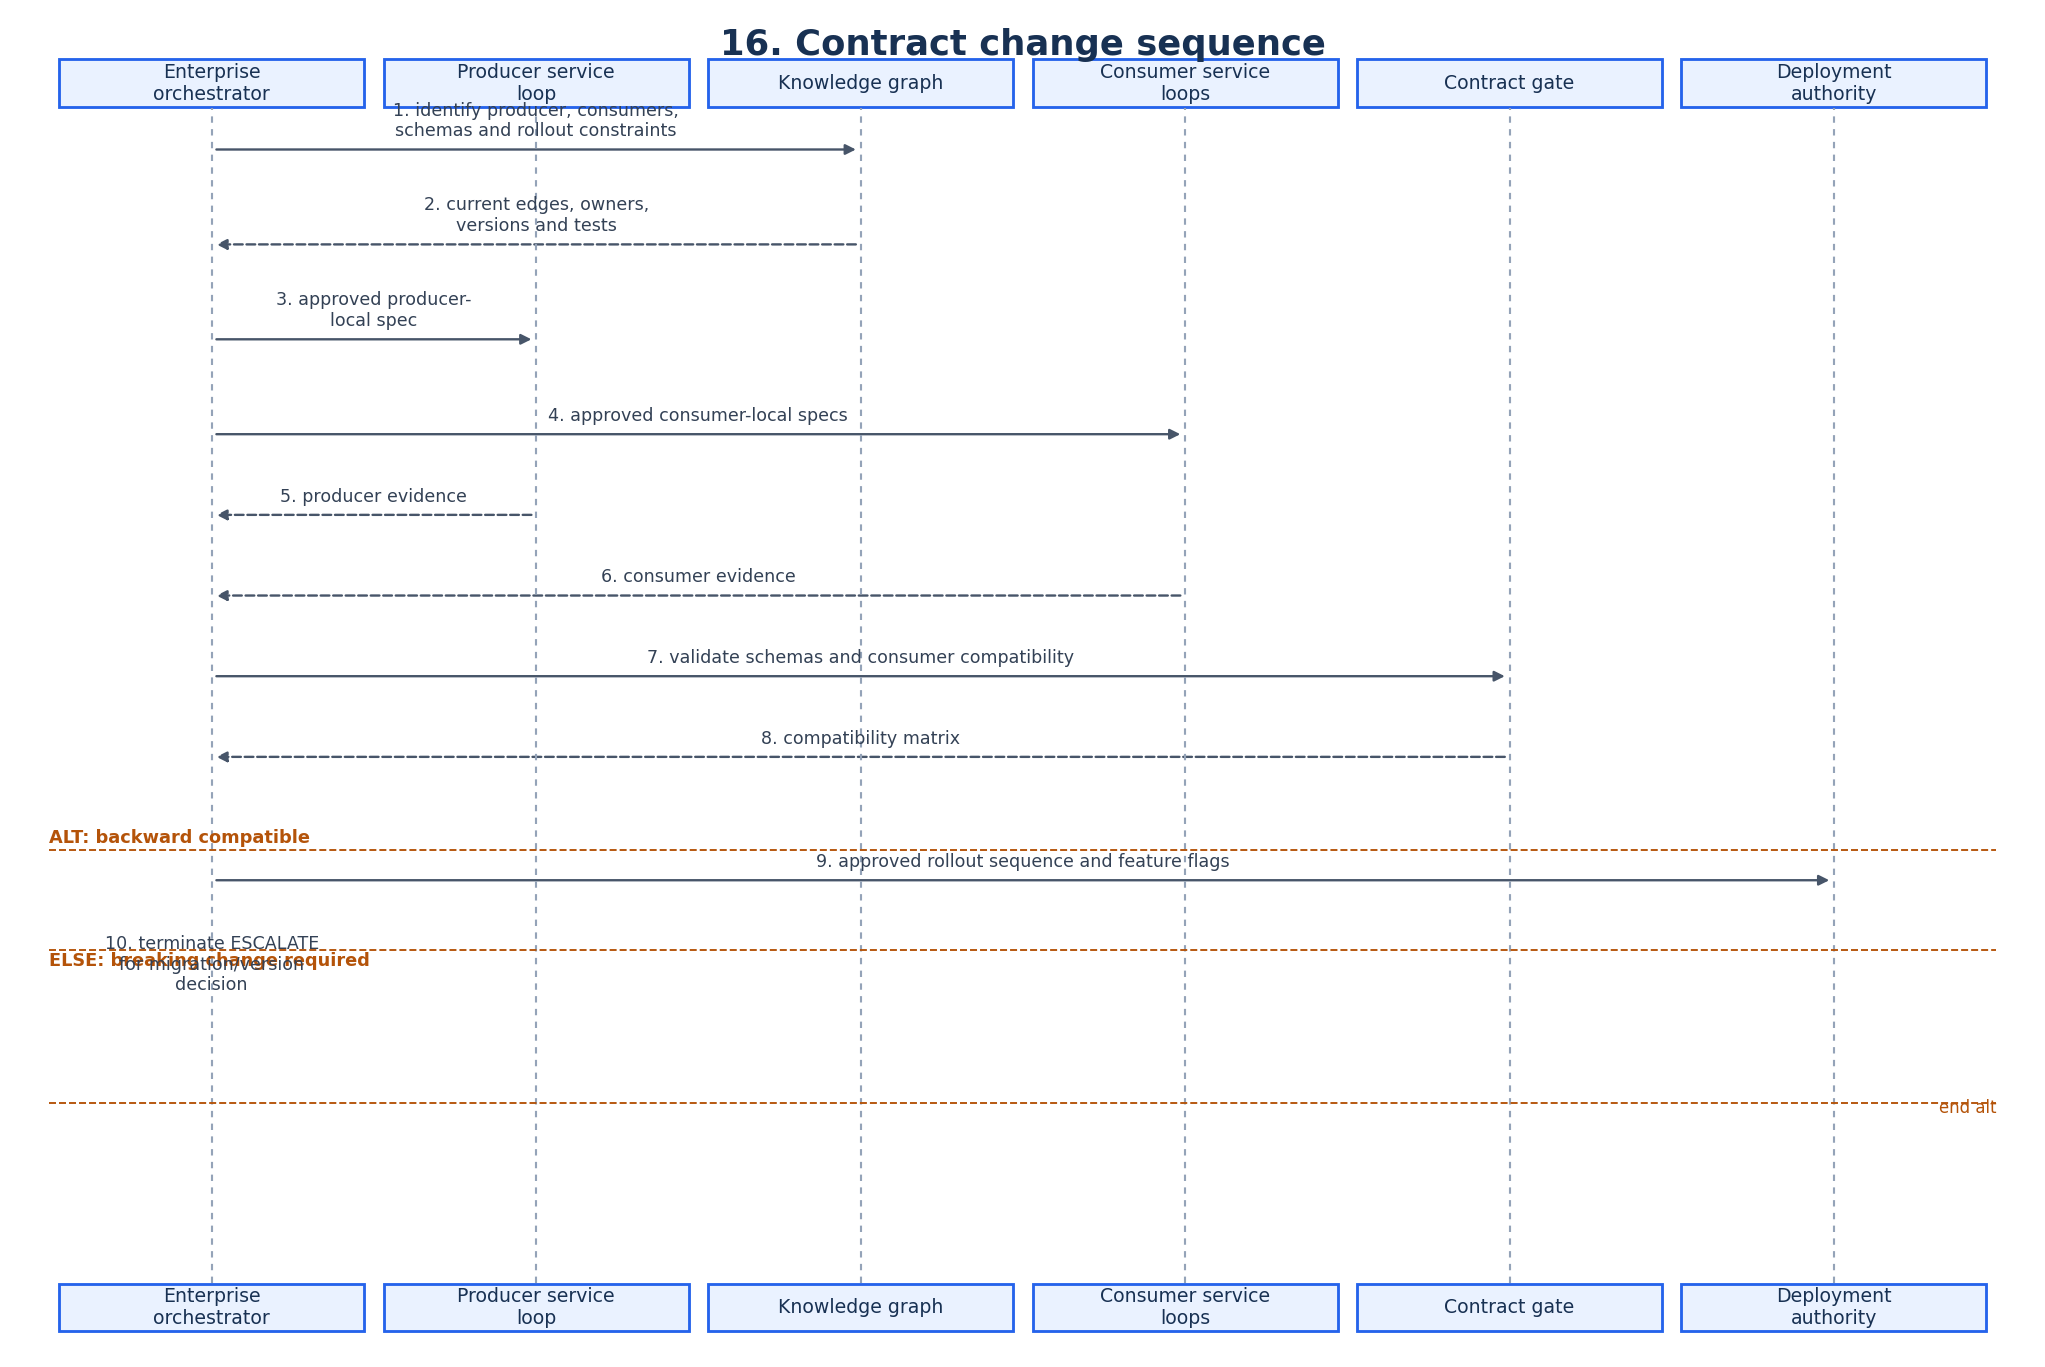 16. Contract change sequence
Enterprise
orchestrator
Producer service
loop
Knowledge graph
Consumer service
loops
Contract gate
Deployment
authority
1. identify producer, consumers,
schemas and rollout constraints
2. current edges, owners,
versions and tests
3. approved producer-
local spec
4. approved consumer-local specs
5. producer evidence
6. consumer evidence
7. validate schemas and consumer compatibility
8. compatibility matrix
ALT: backward compatible
9. approved rollout sequence and feature flags
10. terminate ESCALATE
for migration/version
decision
ELSE: breaking change required
end alt
Enterprise
orchestrator
Producer service
loop
Knowledge graph
Consumer service
loops
Contract gate
Deployment
authority